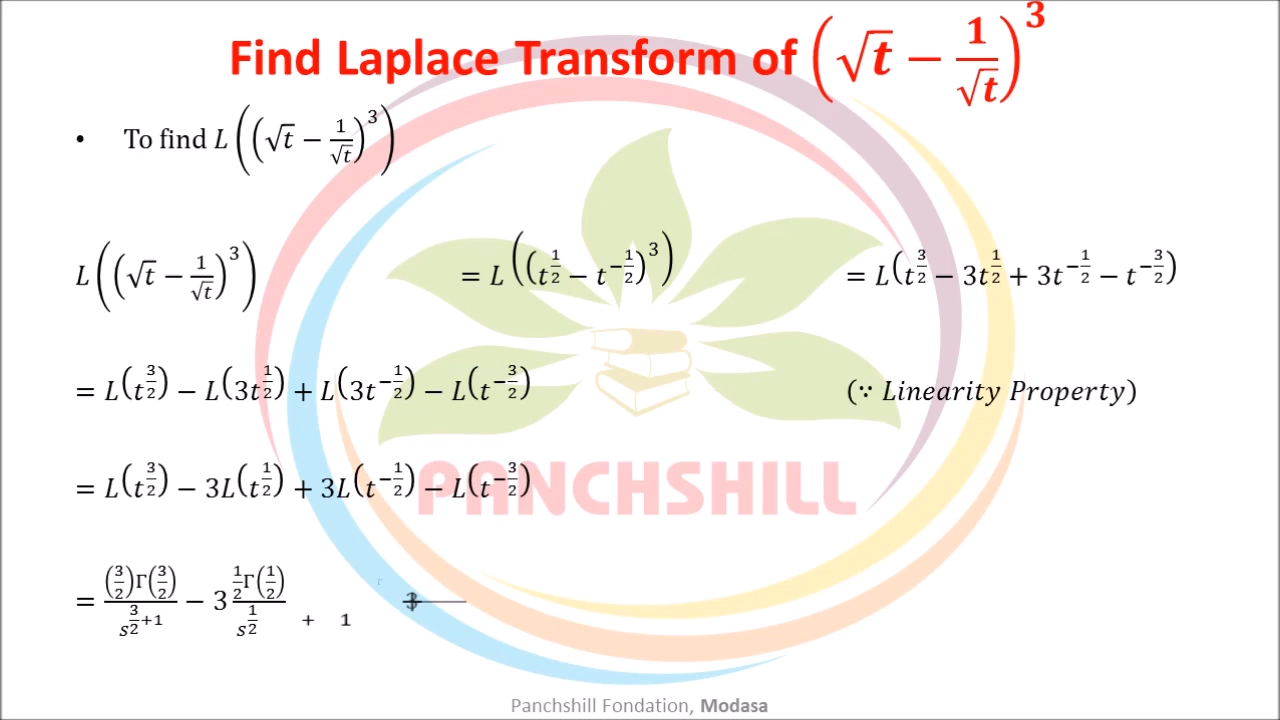 Find Laplace Transform of (√t − 1/√t)³
• To find L((√t − 1/√t)³)
L((√t − 1/√t)³) = L((t^(1/2) − t^(−1/2))³) = L(t^(3/2) − 3t^(1/2) + 3t^(−1/2) − t^(−3/2))
= L(t^(3/2)) − L(3t^(1/2)) + L(3t^(−1/2)) − L(t^(−3/2)) (∵ Linearity Property)
= L(t^(3/2)) − 3L(t^(1/2)) + 3L(t^(−1/2)) − L(t^(−3/2))
PANCHSHILL
= (3/2)Γ(3/2)/s^(3/2+1) − 3 (1/2)Γ(1/2)/s^(1/2) + 1
Panchshill Fondation, Modasa